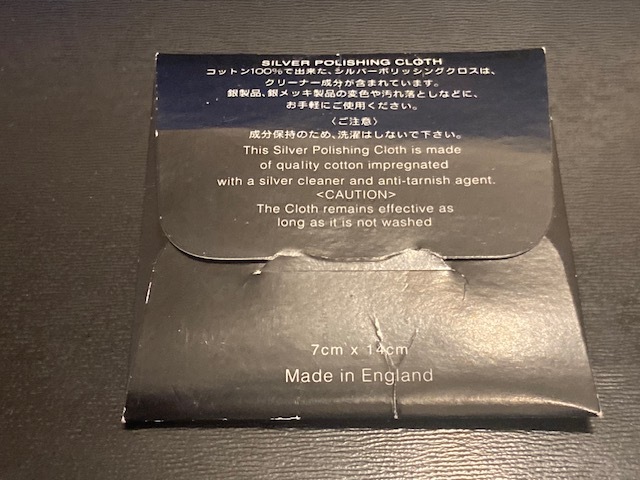 SILVER POLISHING CLOTH
コットン100%で出来た、シルバーポリッシングクロスは、
クリーナー成分が含まれています。
銀製品、銀メッキ製品の変色や汚れ落としなどに、
お手軽にご使用ください。
〈ご注意〉
成分保持のため、洗濯はしないで下さい。
This Silver Polishing Cloth is made
of quality cotton impregnated
with a silver cleaner and anti-tarnish agent.
<CAUTION>
The Cloth remains effective as
long as it is not washed
7cm x 14cm
Made in England